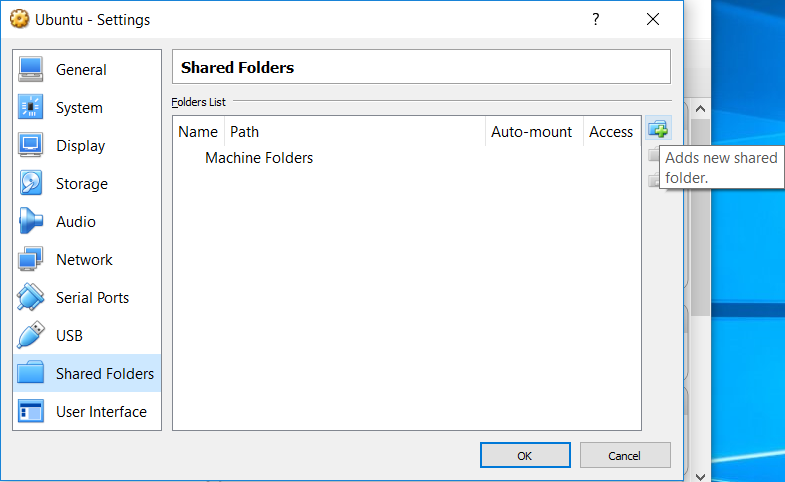 Ubuntu - Settings
?
General
System
Display
Storage
Audio
Network
Serial Ports
USB
Shared Folders
User Interface
Shared Folders
Folders List
Name Path Auto-mount Access
Machine Folders
Adds new shared
folder.
OK Cancel